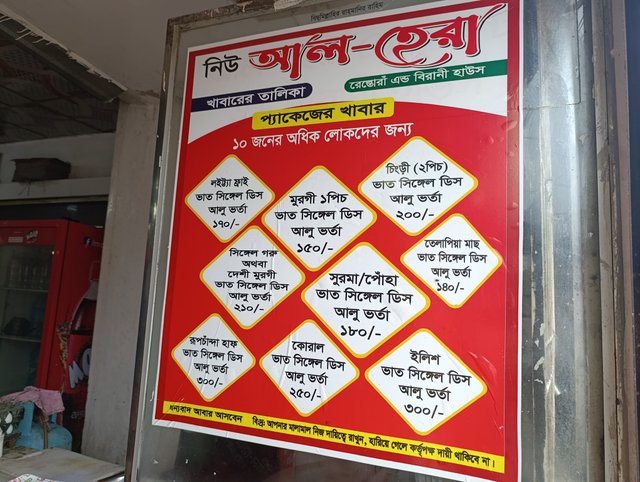 বিছমিল্লাহির রাহমানির রাহিম
নিউ আল-হেরা
রেস্তোরাঁ এন্ড বিরানী হাউস
খাবারের তালিকা
প্যাকেজের খাবার
১০ জনের অধিক লোকদের জন্য
লইট্যা ফ্রাই
ভাত সিঙ্গেল ডিস
আলু ভর্তা
১৭০/-
মুরগী ১পিচ
ভাত সিঙ্গেল ডিস
আলু ভর্তা
১৫০/-
চিংড়ী (২পিচ)
ভাত সিঙ্গেল ডিস
আলু ভর্তা
২০০/-
সিঙ্গেল গরু
অথবা
দেশী মুরগী
ভাত সিঙ্গেল ডিস
আলু ভর্তা
২১০/-
সুরমা/পোঁহা
ভাত সিঙ্গেল ডিস
আলু ভর্তা
১৮০/-
তেলাপিয়া মাছ
ভাত সিঙ্গেল ডিস
আলু ভর্তা
১৪০/-
রূপচাঁন্দা হাফ
ভাত সিঙ্গেল ডিস
আলু ভর্তা
৩০০/-
কোরাল
ভাত সিঙ্গেল ডিস
আলু ভর্তা
২৫০/-
ইলিশ
ভাত সিঙ্গেল ডিস
আলু ভর্তা
৩০০/-
ধন্যবাদ আবার আসবেন
বিঃদ্রঃ আপনার মালামাল নিজ দায়িত্বে রাখুন, হারিয়ে গেলে কর্তৃপক্ষ দায়ী থাকিবে না।